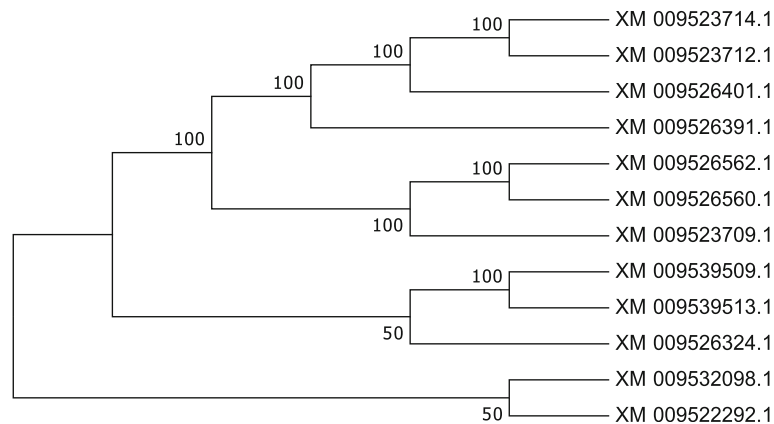 XM 009523714.1
100
XM 009523712.1
100
XM 009526401.1
100
XM 009526391.1
100
XM 009526562.1
100
XM 009526560.1
100
XM 009523709.1
XM 009539509.1
100
XM 009539513.1
50
XM 009526324.1
XM 009532098.1
50
XM 009522292.1